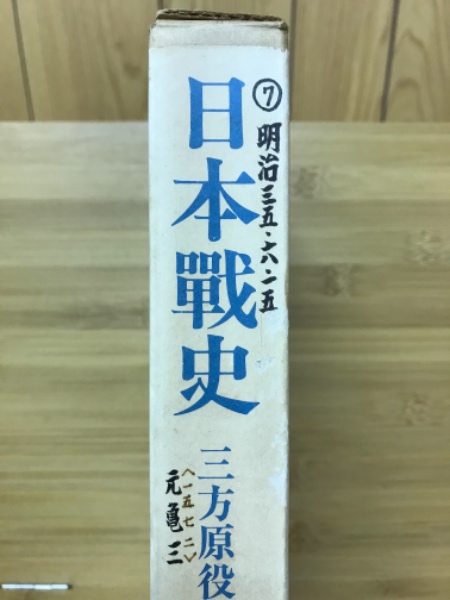 ⑦ 明治三五・六・一五
日本戰史
三方原役
〈一五七二〉
元亀三